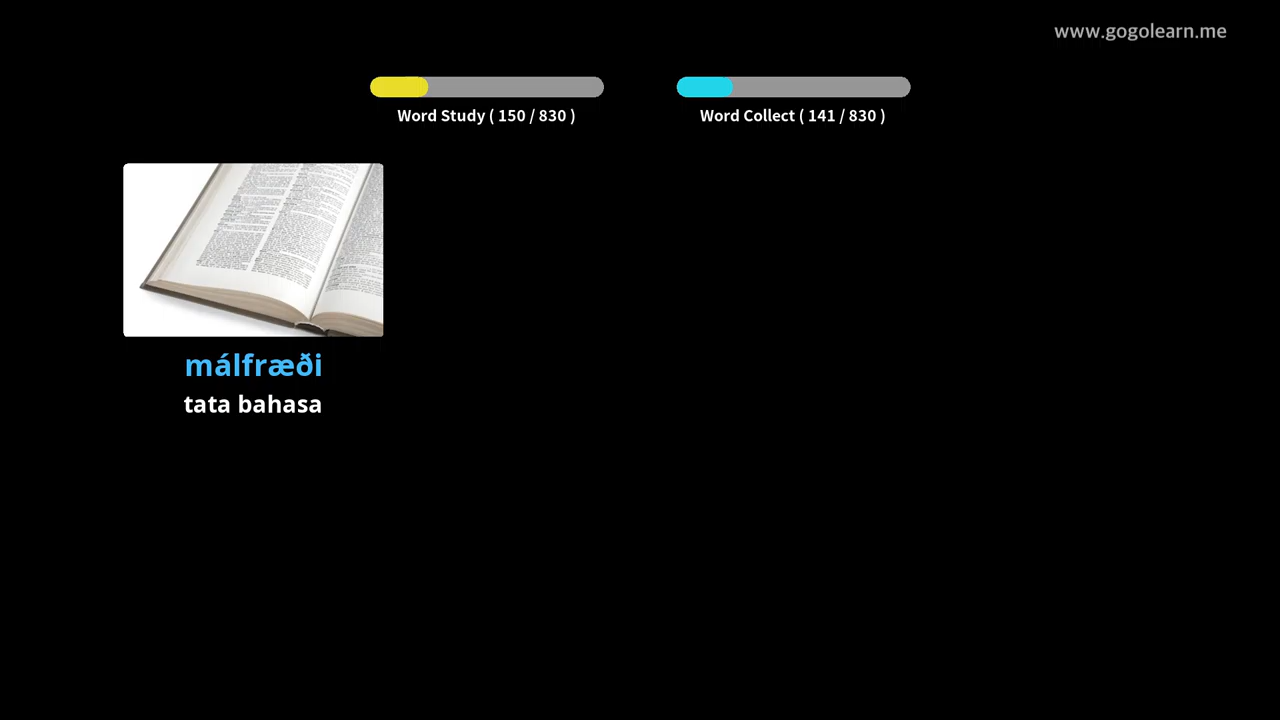 www.gogolearn.me
Word Study ( 150 / 830 )
Word Collect ( 141 / 830 )
málfræði
tata bahasa